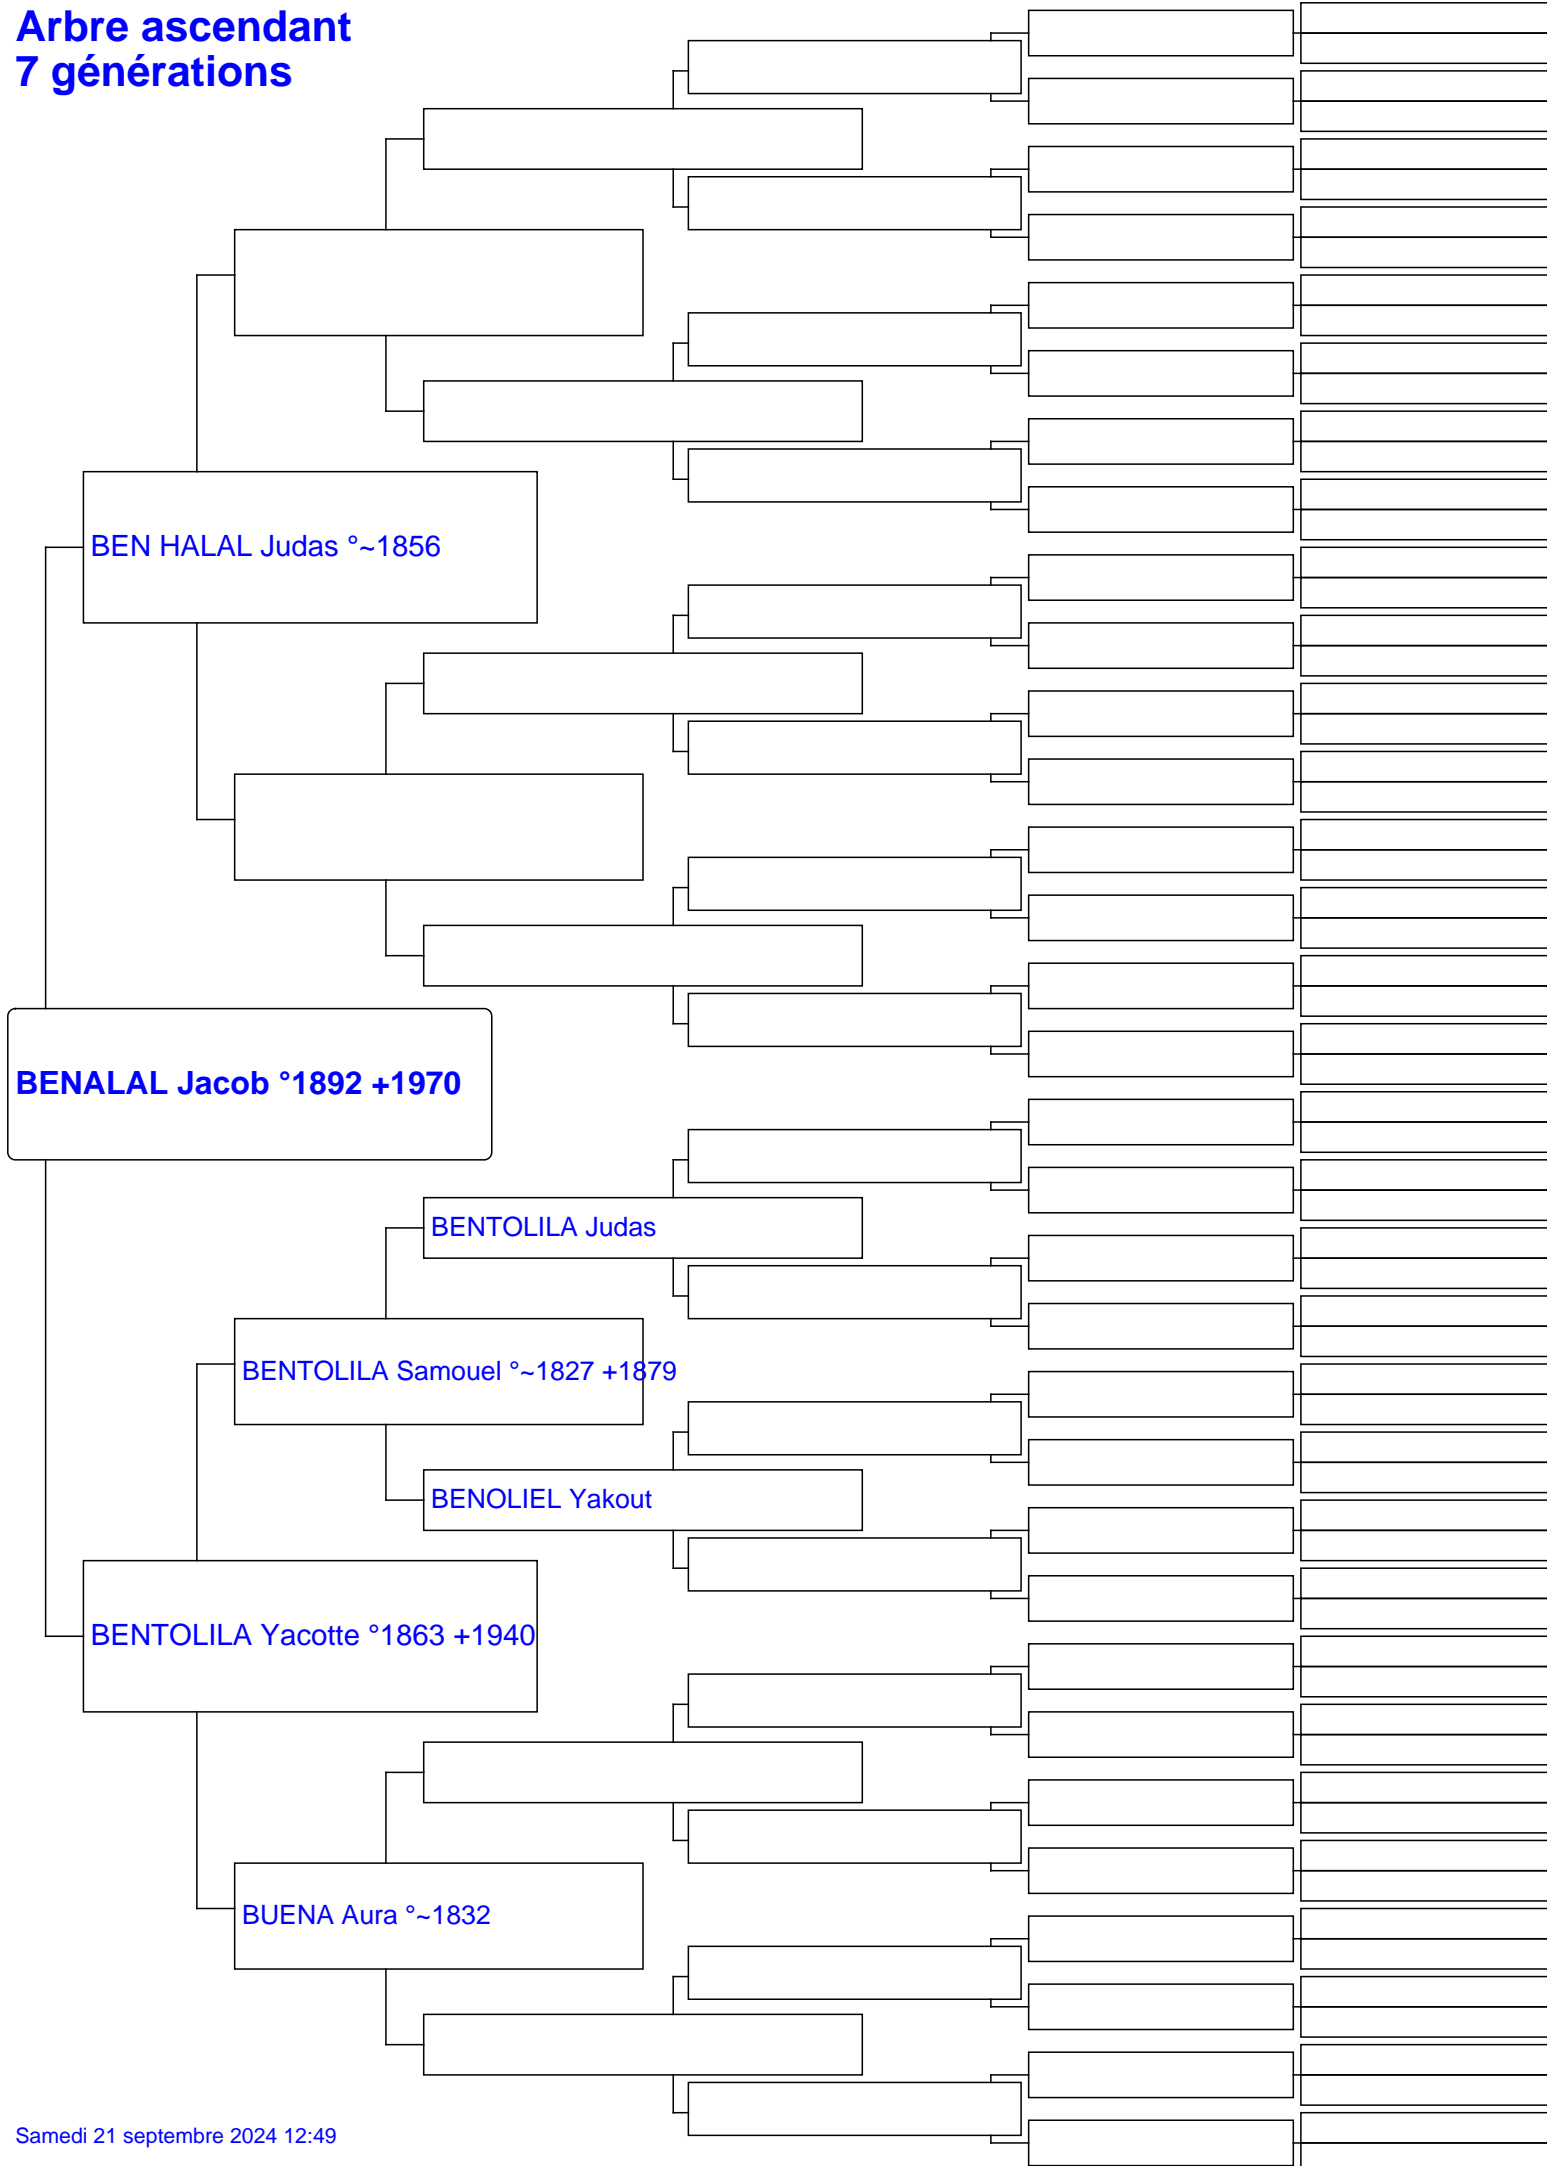 Arbre ascendant
7 générations
BEN HALAL Judas °~1856
BENALAL Jacob °1892 +1970
BENTOLILA Judas
BENTOLILA Samouel °~1827 +1879
BENOLIEL Yakout
BENTOLILA Yacotte °1863 +1940
BUENA Aura °~1832
Samedi 21 septembre 2024 12:49